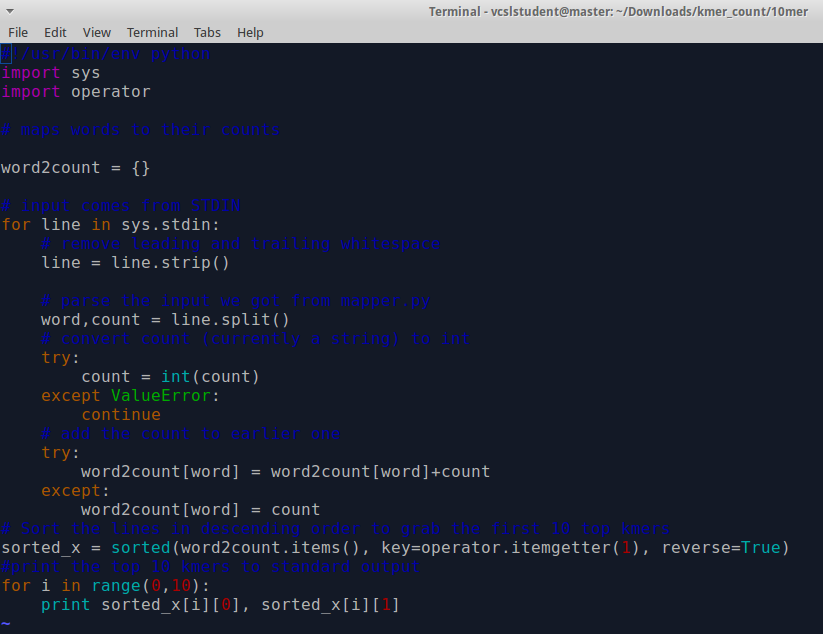 Terminal - vcslstudent@master: ~/Downloads/kmer_count/10mer
File Edit View Terminal Tabs Help
#!/usr/bin/env python
import sys
import operator
# maps words to their counts
word2count = {}
# input comes from STDIN
for line in sys.stdin:
    # remove leading and trailing whitespace
    line = line.strip()
    # parse the input we got from mapper.py
    word,count = line.split()
    # convert count (currently a string) to int
    try:
        count = int(count)
    except ValueError:
        continue
    # add the count to earlier one
    try:
        word2count[word] = word2count[word]+count
    except:
        word2count[word] = count
# Sort the lines in descending order to grab the first 10 top kmers
sorted_x = sorted(word2count.items(), key=operator.itemgetter(1), reverse=True)
#print the top 10 kmers to standard output
for i in range(0,10):
    print sorted_x[i][0], sorted_x[i][1]
~